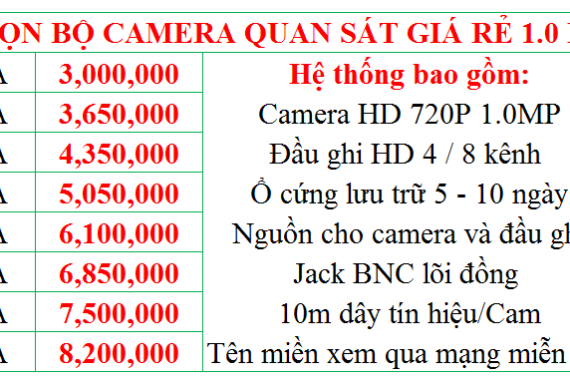 ỌN BỘ CAMERA QUAN SÁT GIÁ RẺ 1.0
A 3,000,000 Hệ thống bao gồm:
A 3,650,000 Camera HD 720P 1.0MP
A 4,350,000 Đầu ghi HD 4 / 8 kênh
A 5,050,000 Ổ cứng lưu trữ 5 - 10 ngày
A 6,100,000 Nguồn cho camera và đầu gh
A 6,850,000 Jack BNC lõi đồng
A 7,500,000 10m dây tín hiệu/Cam
A 8,200,000 Tên miền xem qua mạng miễn